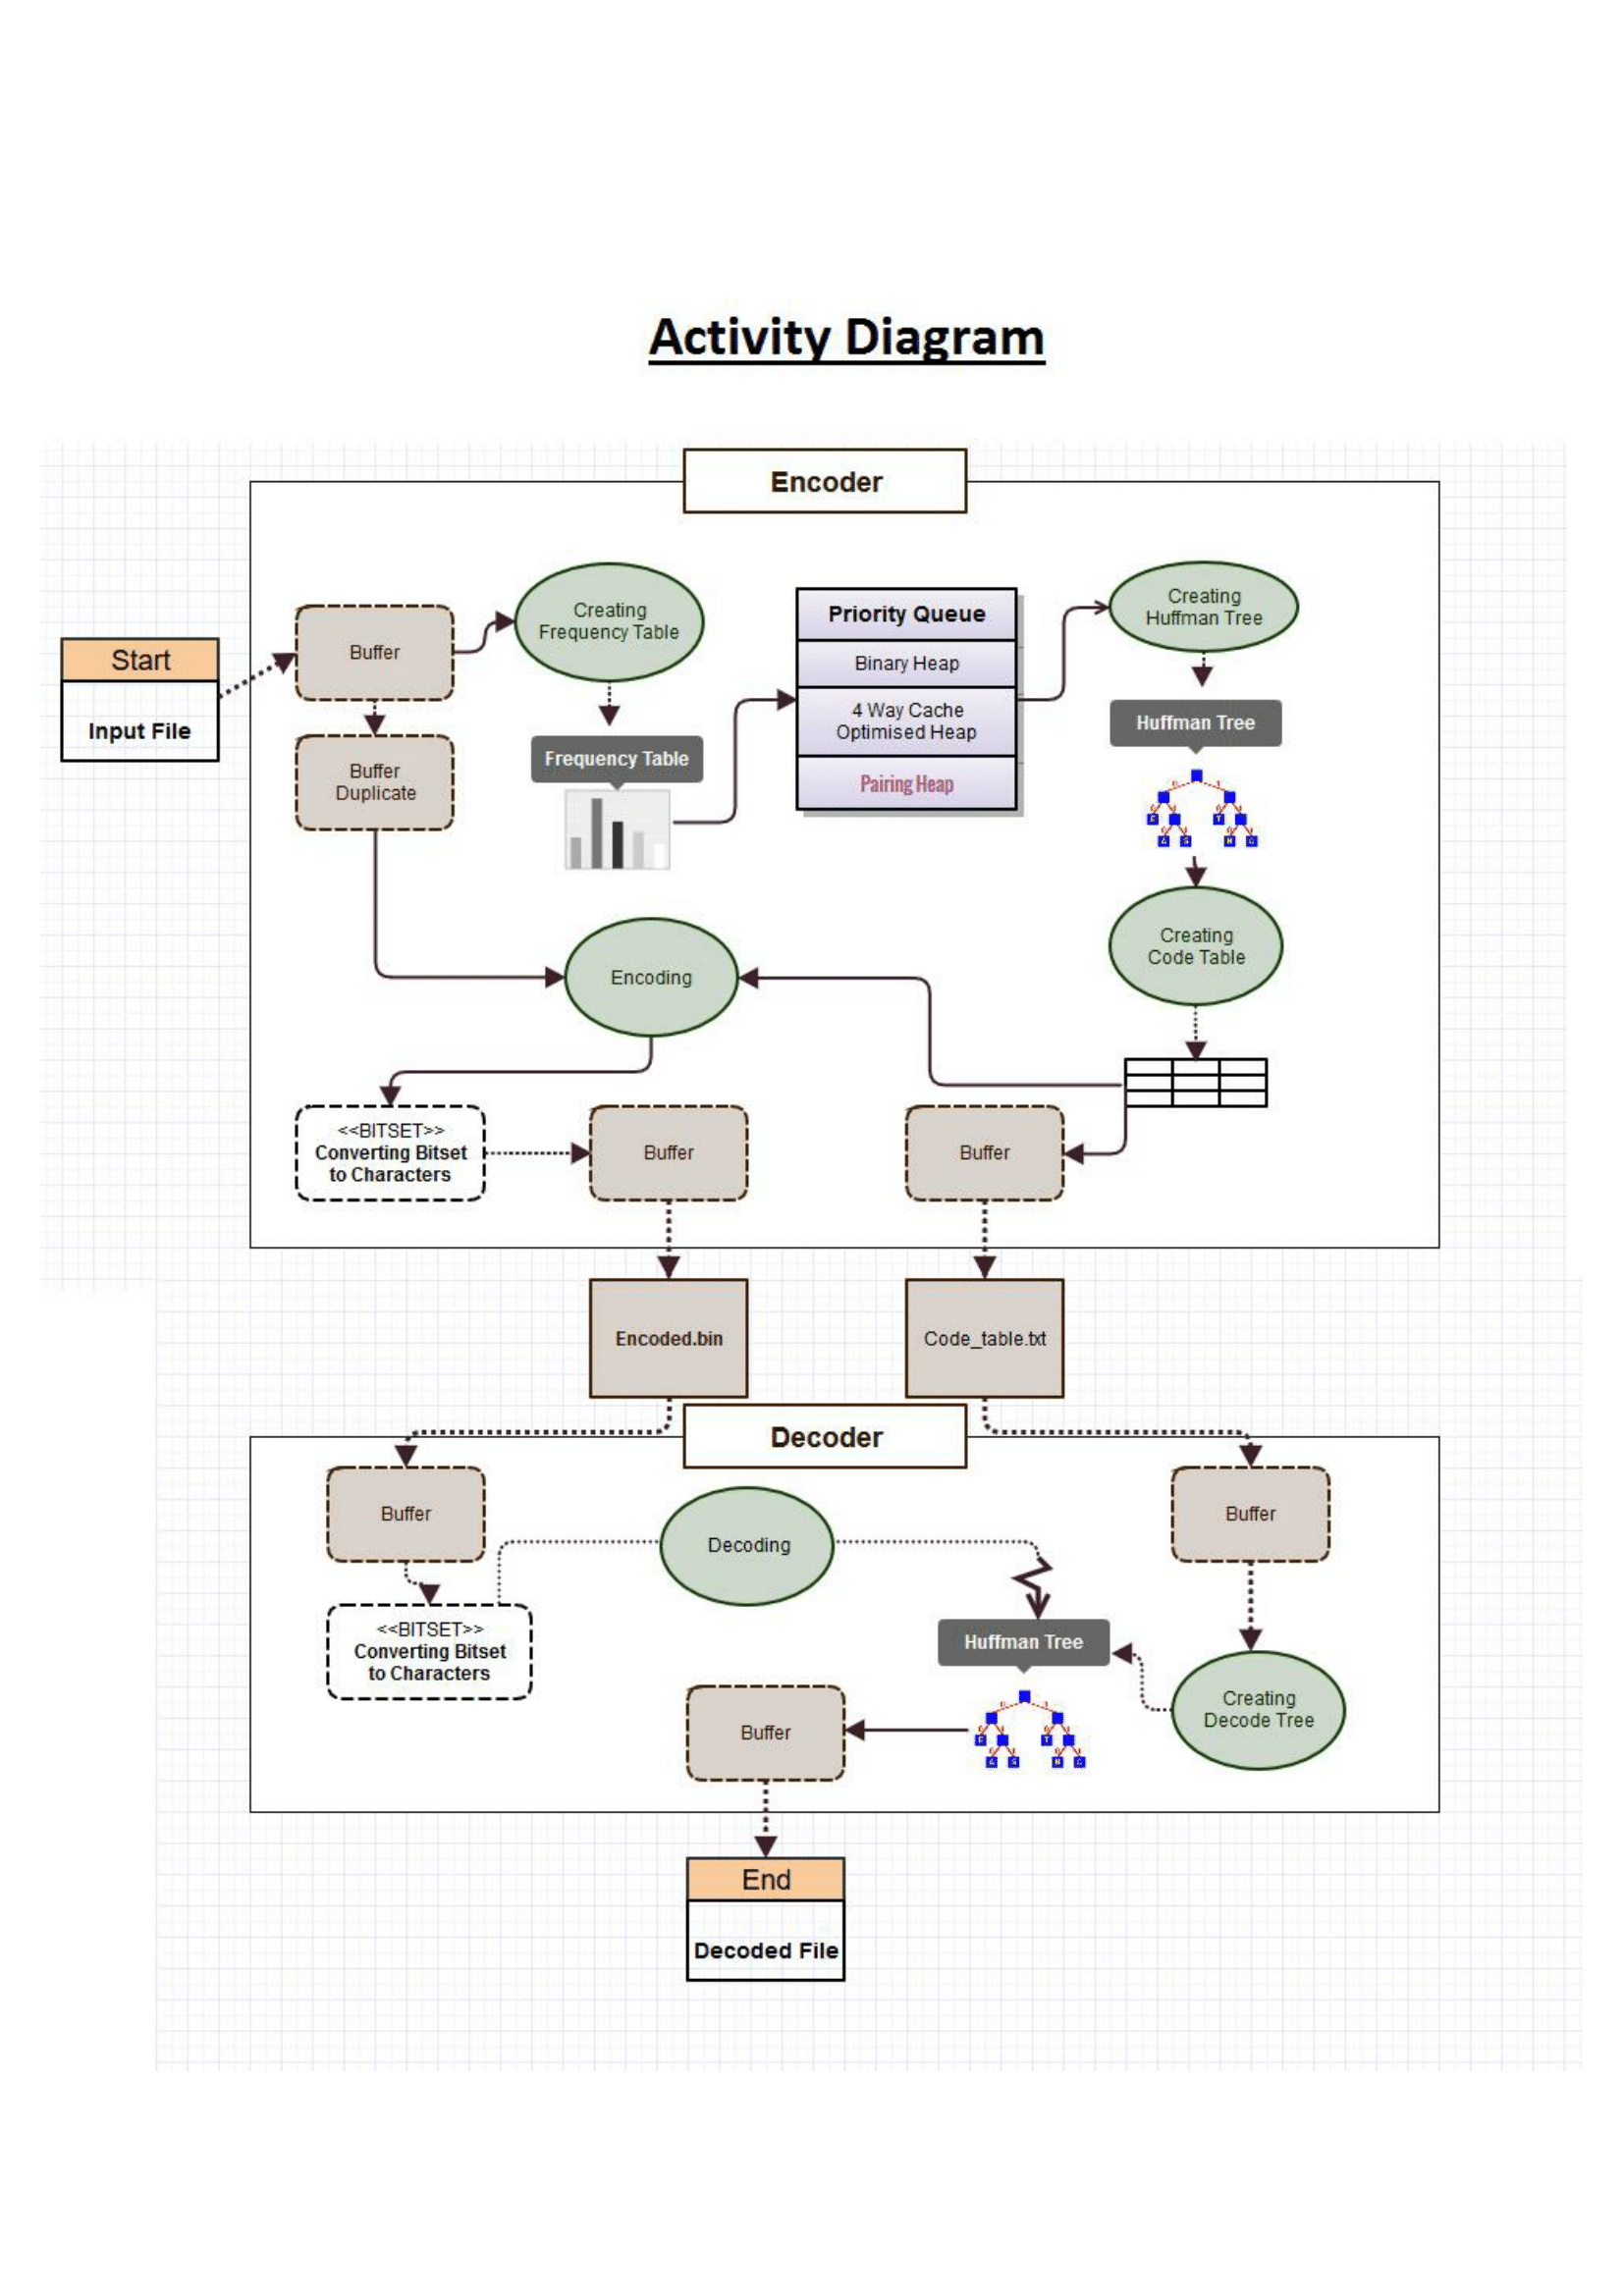 Activity Diagram
Encoder
Start
Input File
Buffer
Buffer
Duplicate
Creating
Frequency Table
Frequency Table
Priority Queue
Binary Heap
4 Way Cache
Optimised Heap
Pairing Heap
Creating
Huffman Tree
Huffman Tree
Creating
Code Table
Encoding
<<BITSET>>
Converting Bitset
to Characters
Buffer
Buffer
Encoded.bin
Code_table.txt
Decoder
Buffer
Decoding
Buffer
<<BITSET>>
Converting Bitset
to Characters
Huffman Tree
Creating
Decode Tree
Buffer
End
Decoded File